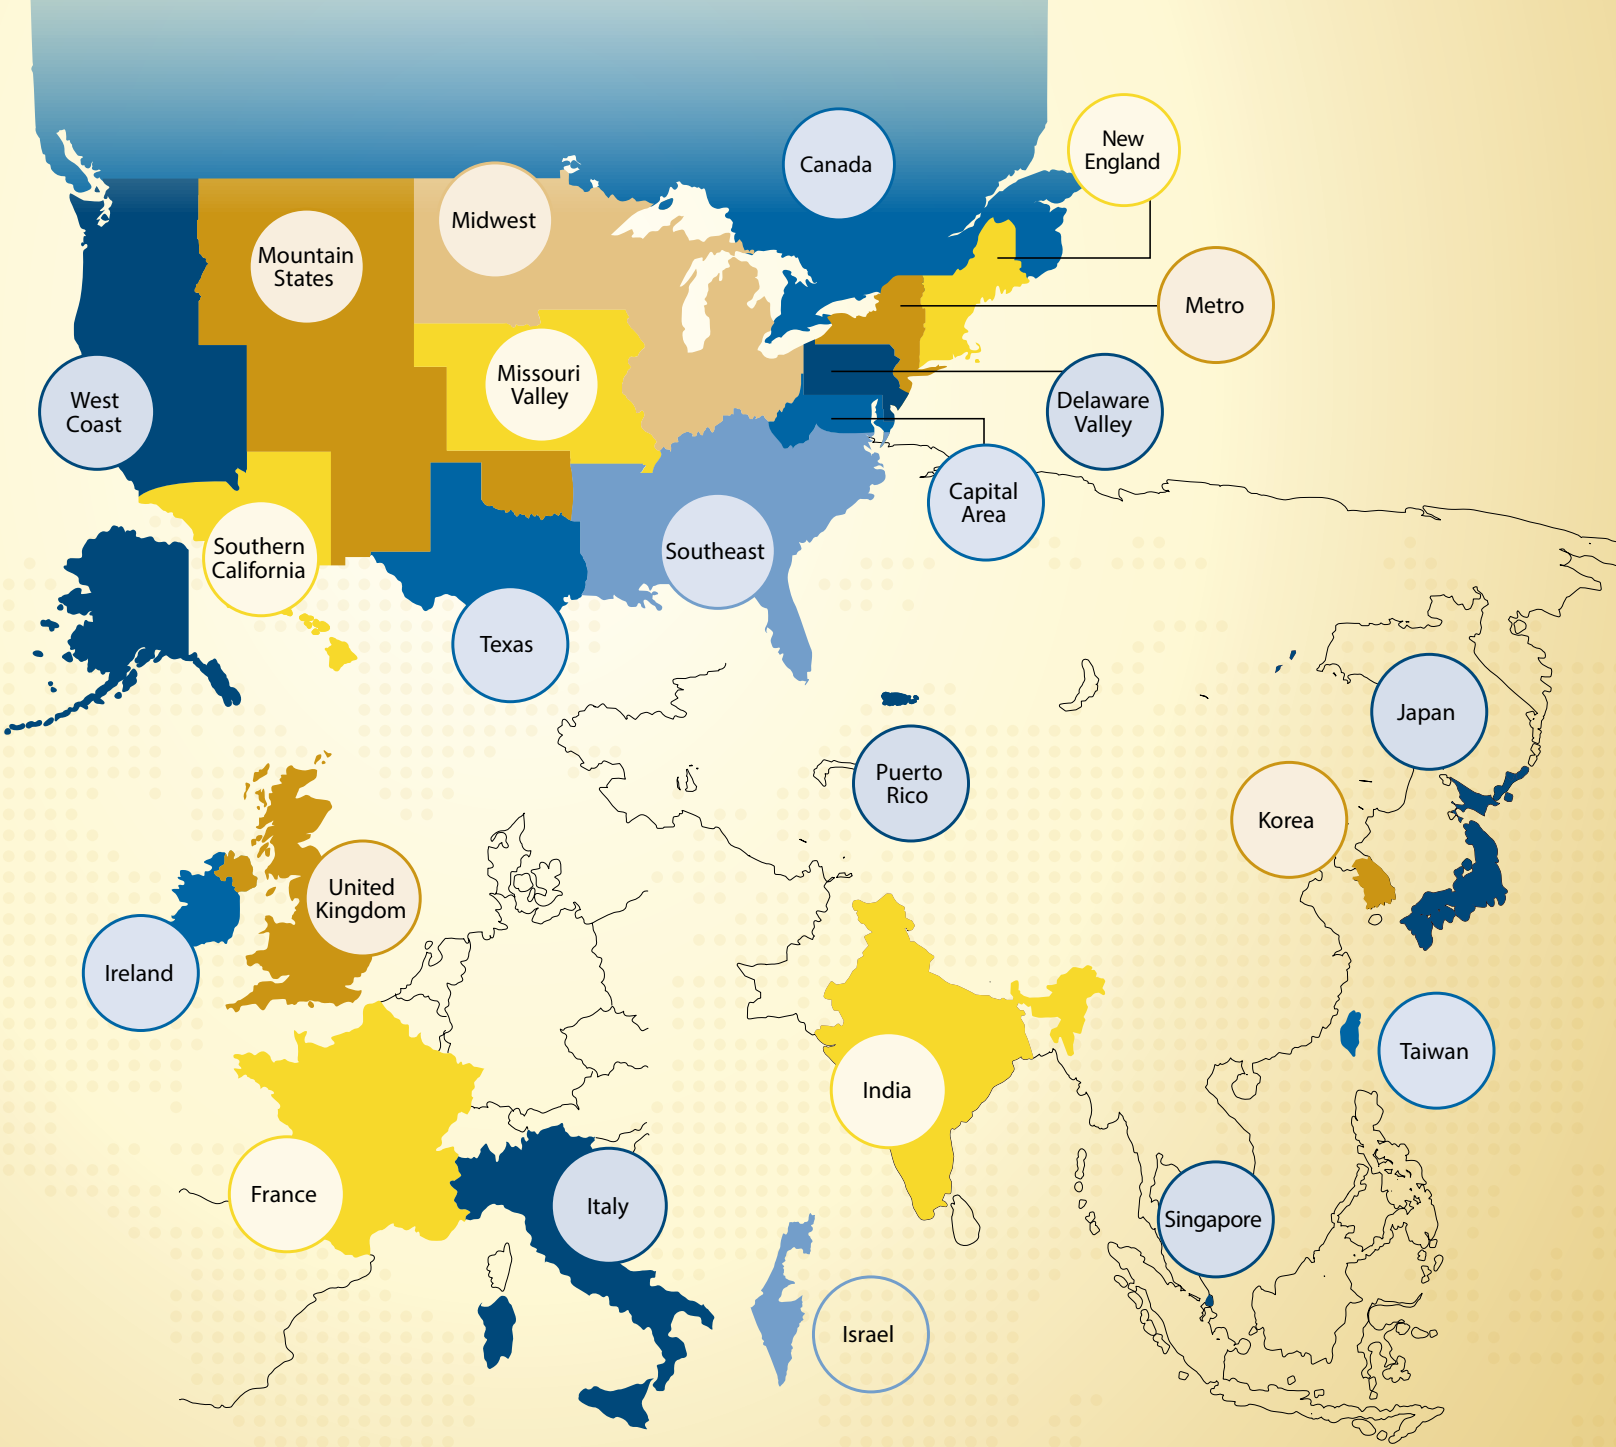 Canada
New
England
Midwest
Mountain
States
Metro
Missouri
Valley
West
Coast
Delaware
Valley
Capital
Area
Southern
California
Southeast
Texas
Japan
Puerto
Rico
Korea
United
Kingdom
Ireland
Taiwan
India
France
Italy
Singapore
Israel